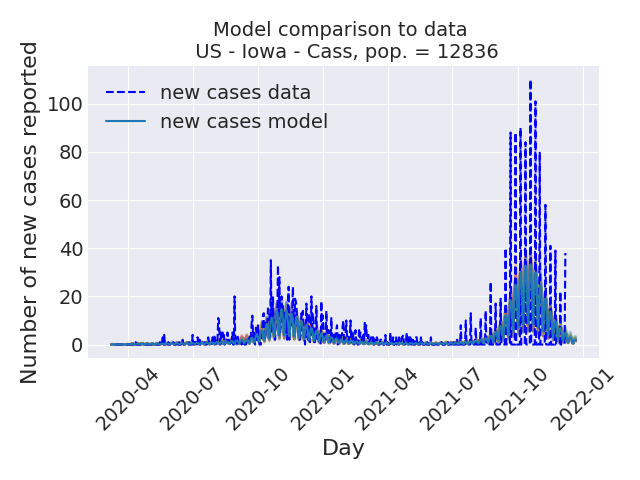 Model comparison to data
US - Iowa - Cass, pop. = 12836
new cases data
new cases model
Number of new cases reported
100
80
60
40
20
0
2020-04
2020-07
2020-10
2021-01
2021-04
2021-07
2021-10
2022-01
Day